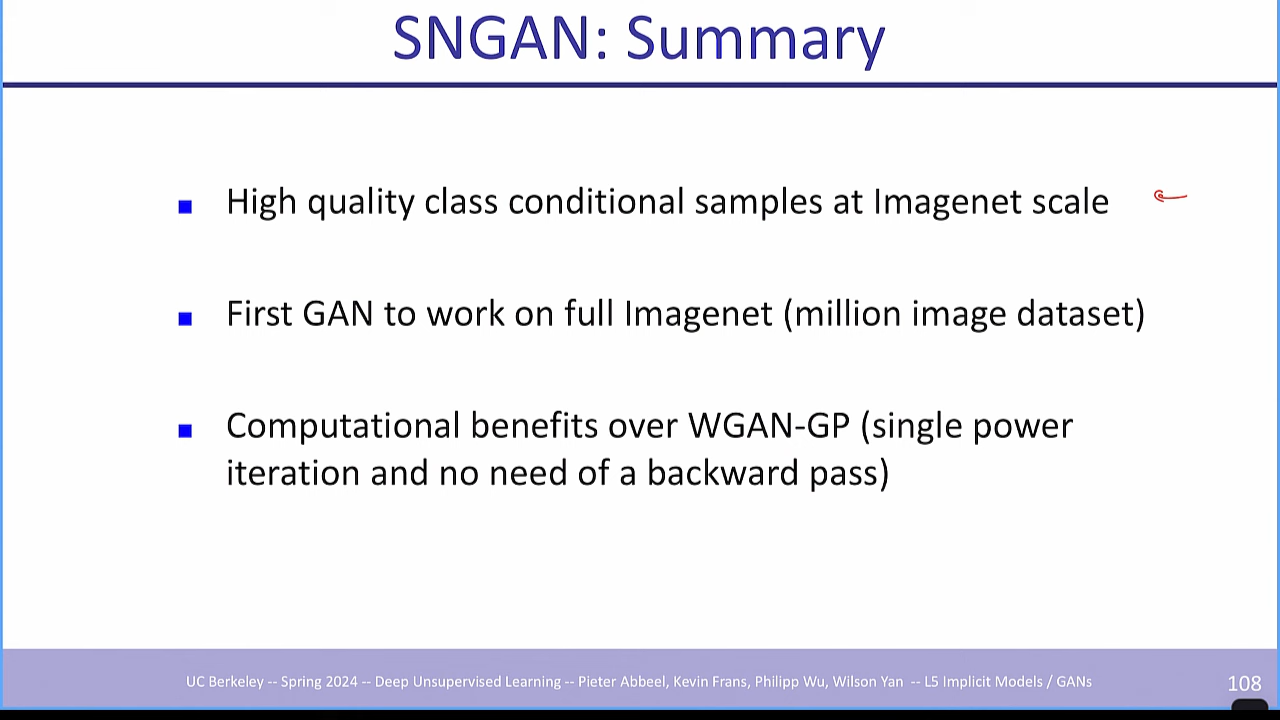 SNGAN: Summary
High quality class conditional samples at Imagenet scale
First GAN to work on full Imagenet (million image dataset)
Computational benefits over WGAN-GP (single power
iteration and no need of a backward pass)
UC Berkeley -- Spring 2024 -- Deep Unsupervised Learning -- Pieter Abbeel, Kevin Frans, Philipp Wu, Wilson Yan -- L5 Implicit Models / GANs
108